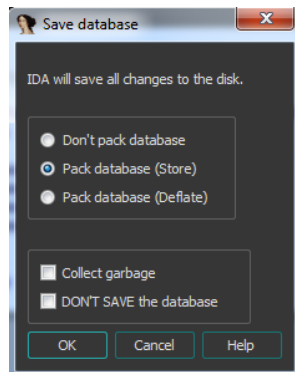 Save database
IDA will save all changes to the disk.
Don't pack database
Pack database (Store)
Pack database (Deflate)
Collect garbage
DON'T SAVE the database
OK
Cancel
Help